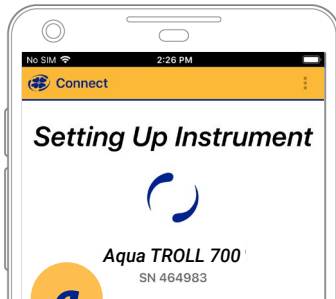 No SIM 2:26 PM
Connect
Setting Up Instrument
Aqua TROLL 700
SN 464983